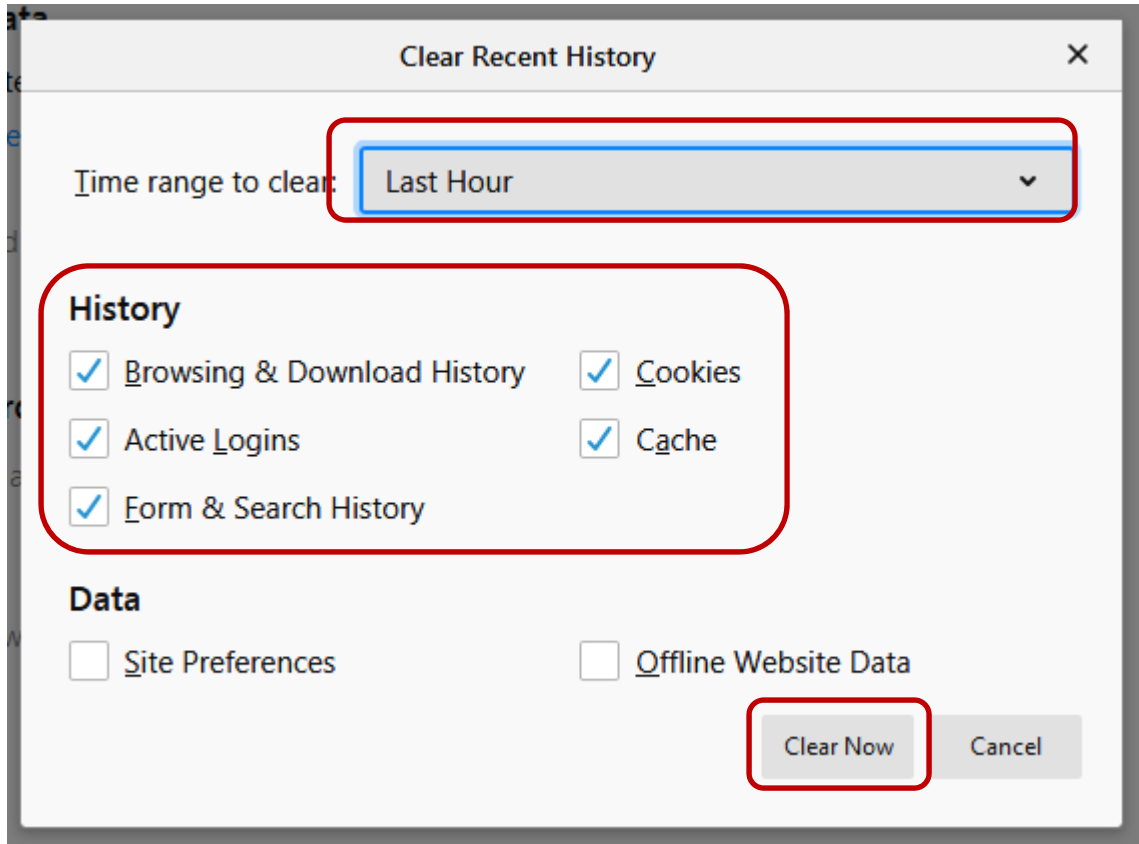 ata
Clear Recent History
Time range to clear: Last Hour
History
Browsing & Download History Cookies
Active Logins Cache
Form & Search History
Data
Site Preferences Offline Website Data
Clear Now Cancel